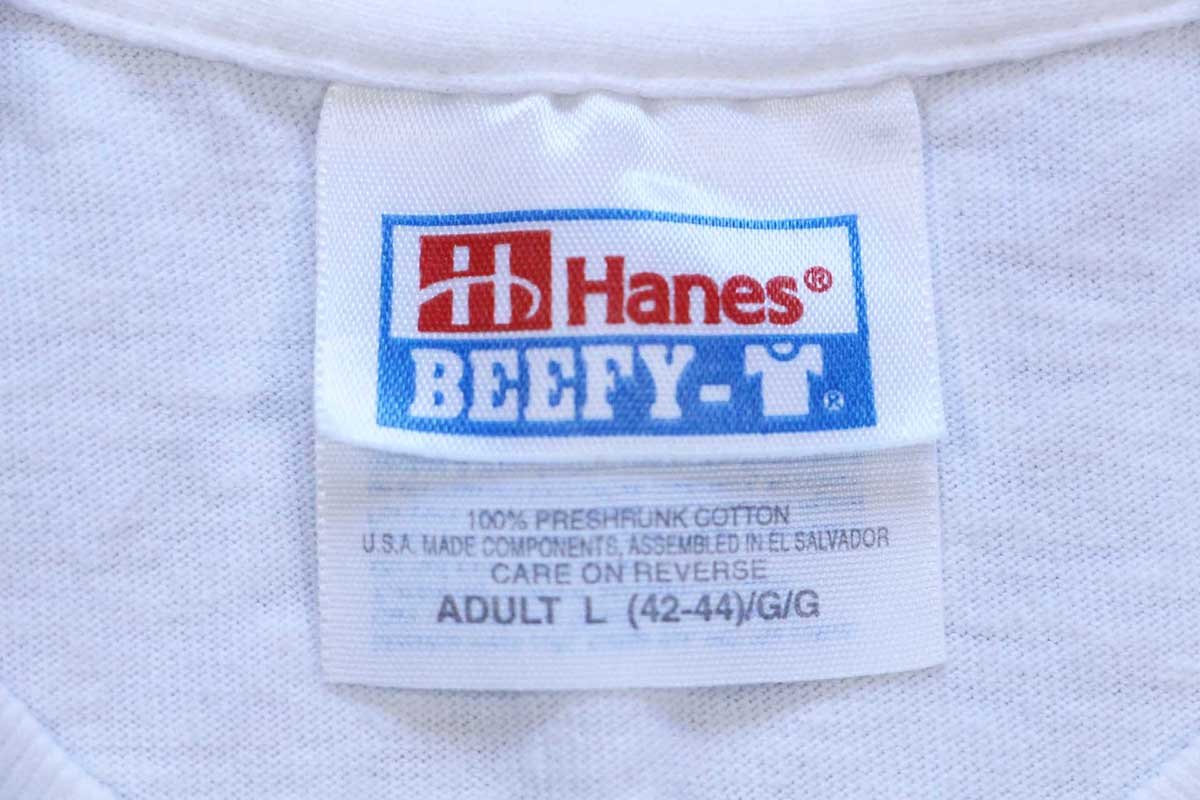 H Hanes®
BEEFY-T®
100% PRESHRUNK COTTON
U.S.A. MADE COMPONENTS, ASSEMBLED IN EL SALVADOR
CARE ON REVERSE
ADULT L (42-44)/G/G